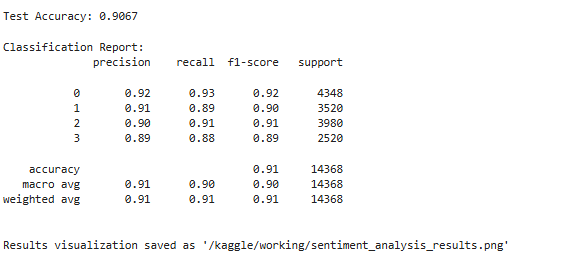 Test Accuracy: 0.9067
Classification Report:
precision recall f1-score support
0 0.92 0.93 0.92 4348
1 0.91 0.89 0.90 3520
2 0.90 0.91 0.91 3980
3 0.89 0.88 0.89 2520
accuracy 0.91 14368
macro avg 0.91 0.90 0.90 14368
weighted avg 0.91 0.91 0.91 14368
Results visualization saved as '/kaggle/working/sentiment_analysis_results.png'